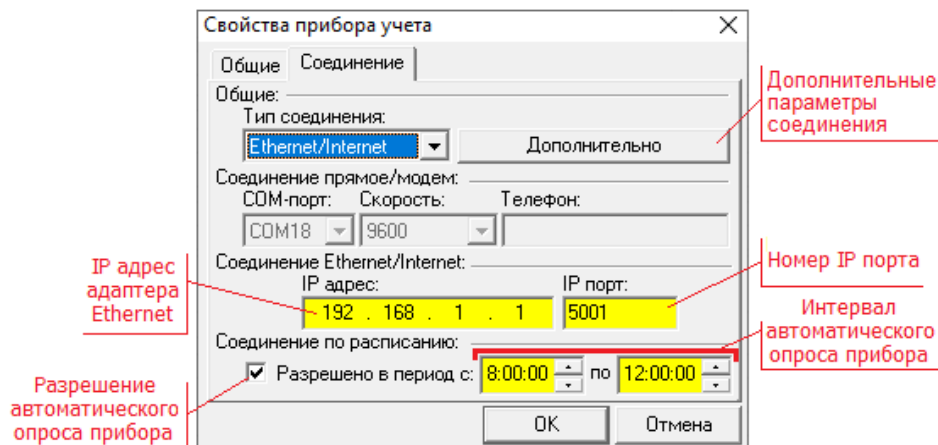 Свойства прибора учета
Общие Соединение
Общие:
Тип соединения:
Ethernet/Internet
Дополнительно
Соединение прямое/модем:
COM-порт: Скорость: Телефон:
COM18 9600
Соединение Ethernet/Internet:
IP адрес: IP порт:
192 . 168 . 1 . 1 5001
Соединение по расписанию:
Разрешено в период с: 8:00:00 по 12:00:00
OK Отмена
Дополнительные
параметры
соединения
IP адрес
адаптера
Ethernet
Номер IP порта
Интервал
автоматического
опроса прибора
Разрешение
автоматического
опроса прибора